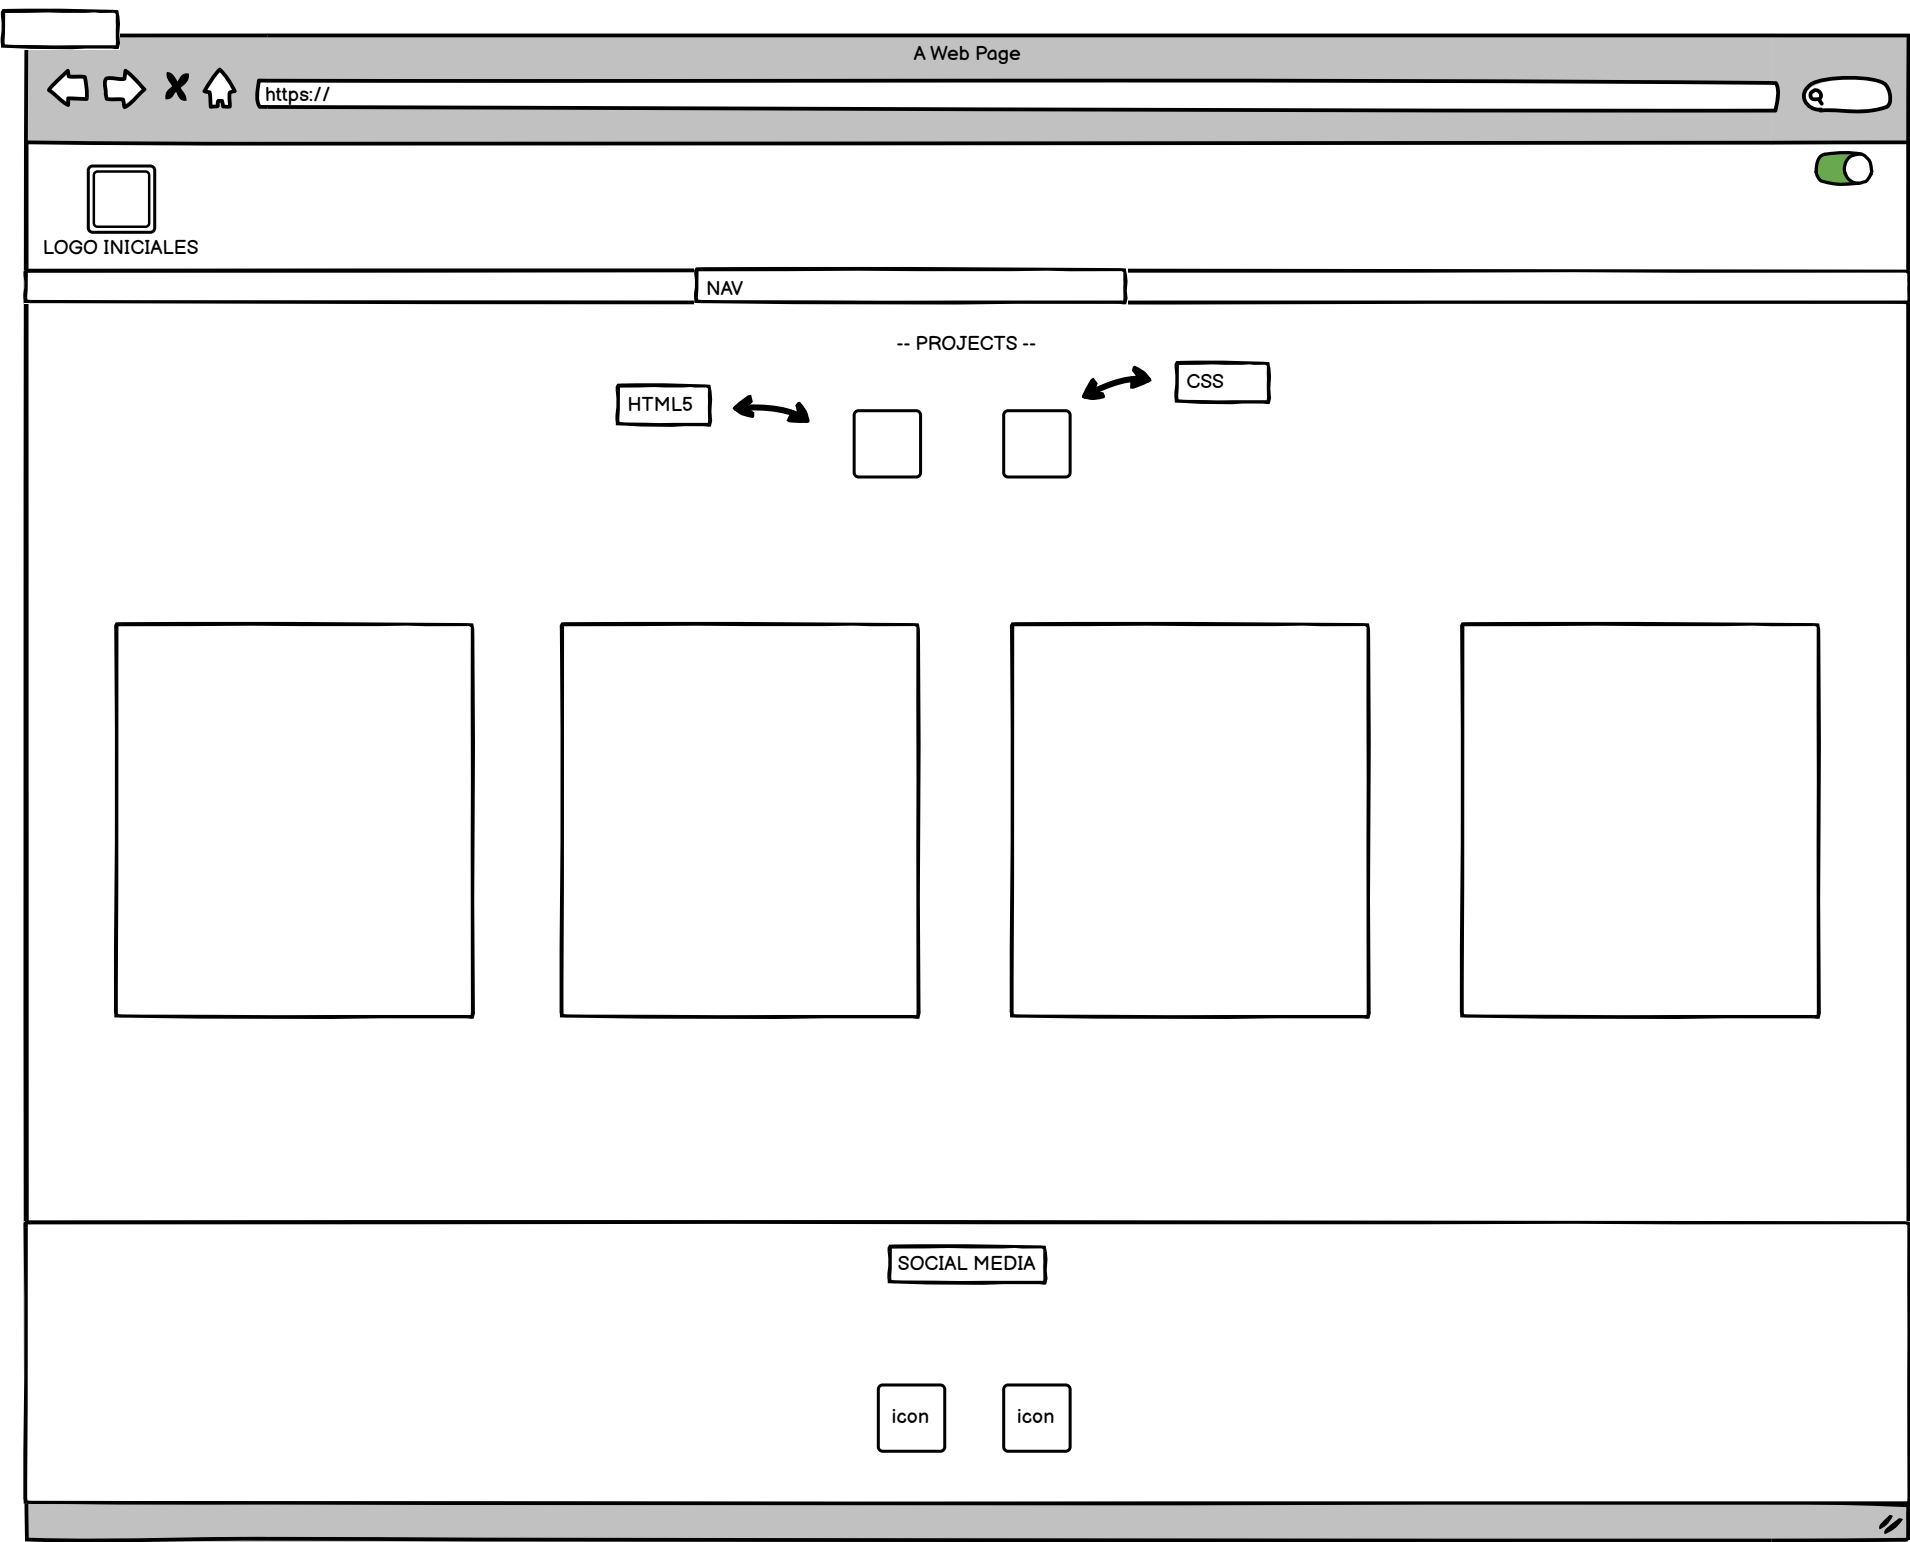 A Web Page
https://
LOGO INICIALES
NAV
-- PROJECTS --
HTML5
CSS
SOCIAL MEDIA
icon
icon